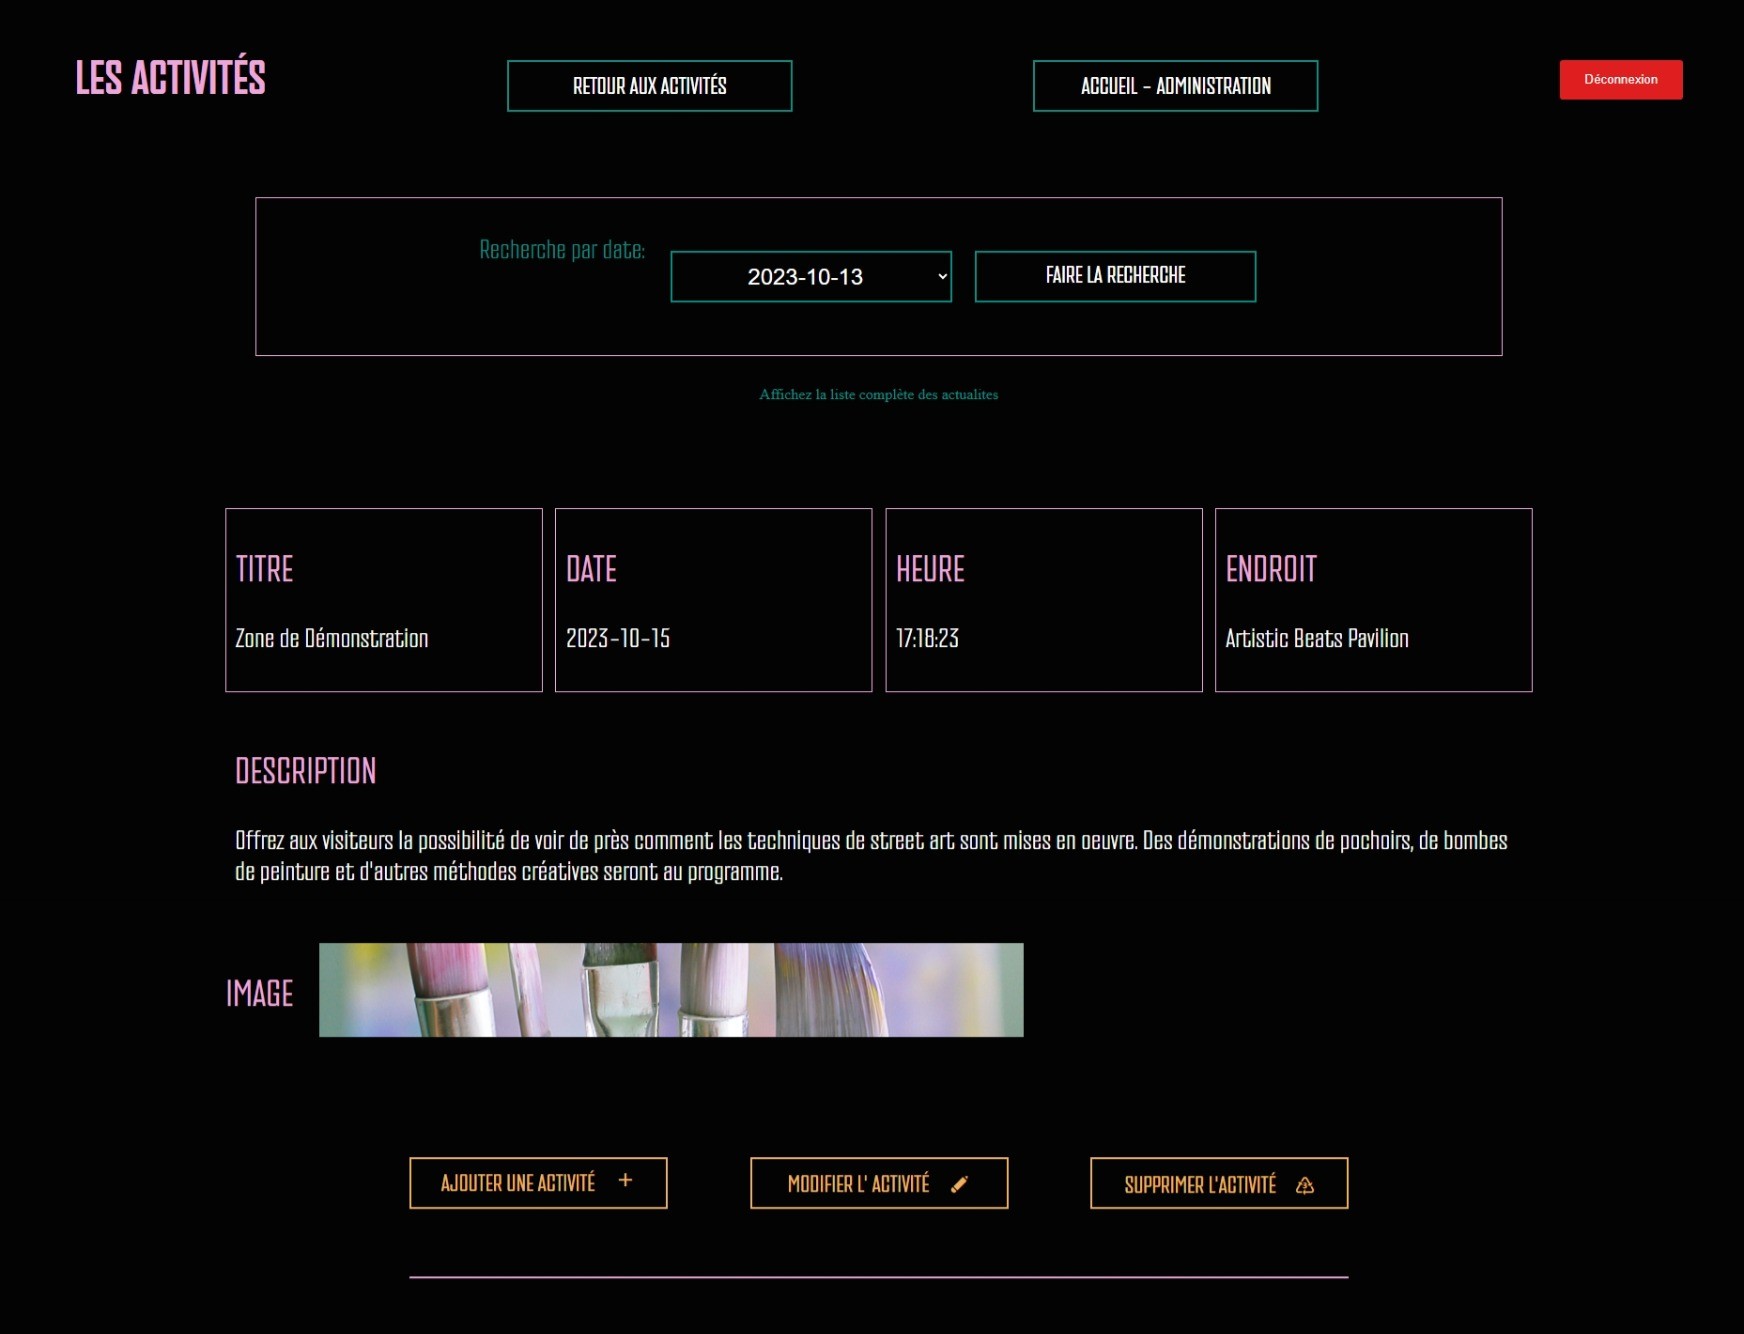 LES ACTIVITÉS
RETOUR AUX ACTIVITÉS
ACCUEIL - ADMINISTRATION
Déconnexion
Recherche par date:
2023-10-13
FAIRE LA RECHERCHE
Affichez la liste complète des actualites
TITRE
Zone de Démonstration
DATE
2023-10-15
HEURE
17:18:23
ENDROIT
Artistic Beats Pavilion
DESCRIPTION
Offrez aux visiteurs la possibilité de voir de près comment les techniques de street art sont mises en oeuvre. Des démonstrations de pochoirs, de bombes
de peinture et d'autres méthodes créatives seront au programme.
IMAGE
AJOUTER UNE ACTIVITÉ +
MODIFIER L' ACTIVITÉ
SUPPRIMER L'ACTIVITÉ